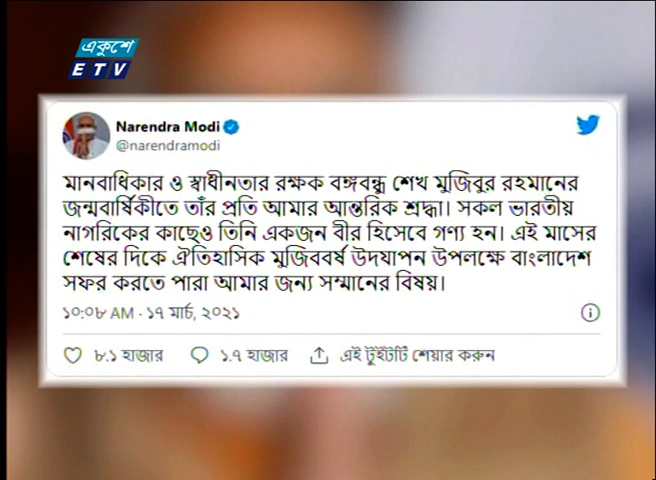 একুশে
ETV
Narendra Modi
@narendramodi
মানবাধিকার ও স্বাধীনতার রক্ষক বঙ্গবন্ধু শেখ মুজিবুর রহমানের
জন্মবার্ষিকীতে তাঁর প্রতি আমার আন্তরিক শ্রদ্ধা। সকল ভারতীয়
নাগরিকের কাছেও তিনি একজন বীর হিসেবে গণ্য হন। এই মাসের
শেষের দিকে ঐতিহাসিক মুজিববর্ষ উদযাপন উপলক্ষে বাংলাদেশ
সফর করতে পারা আমার জন্য সম্মানের বিষয়।
১০:০৮ AM - ১৭ মার্চ, ২০২১
৮.১ হাজার ১.৭ হাজার এই টুইটটি শেয়ার করুন